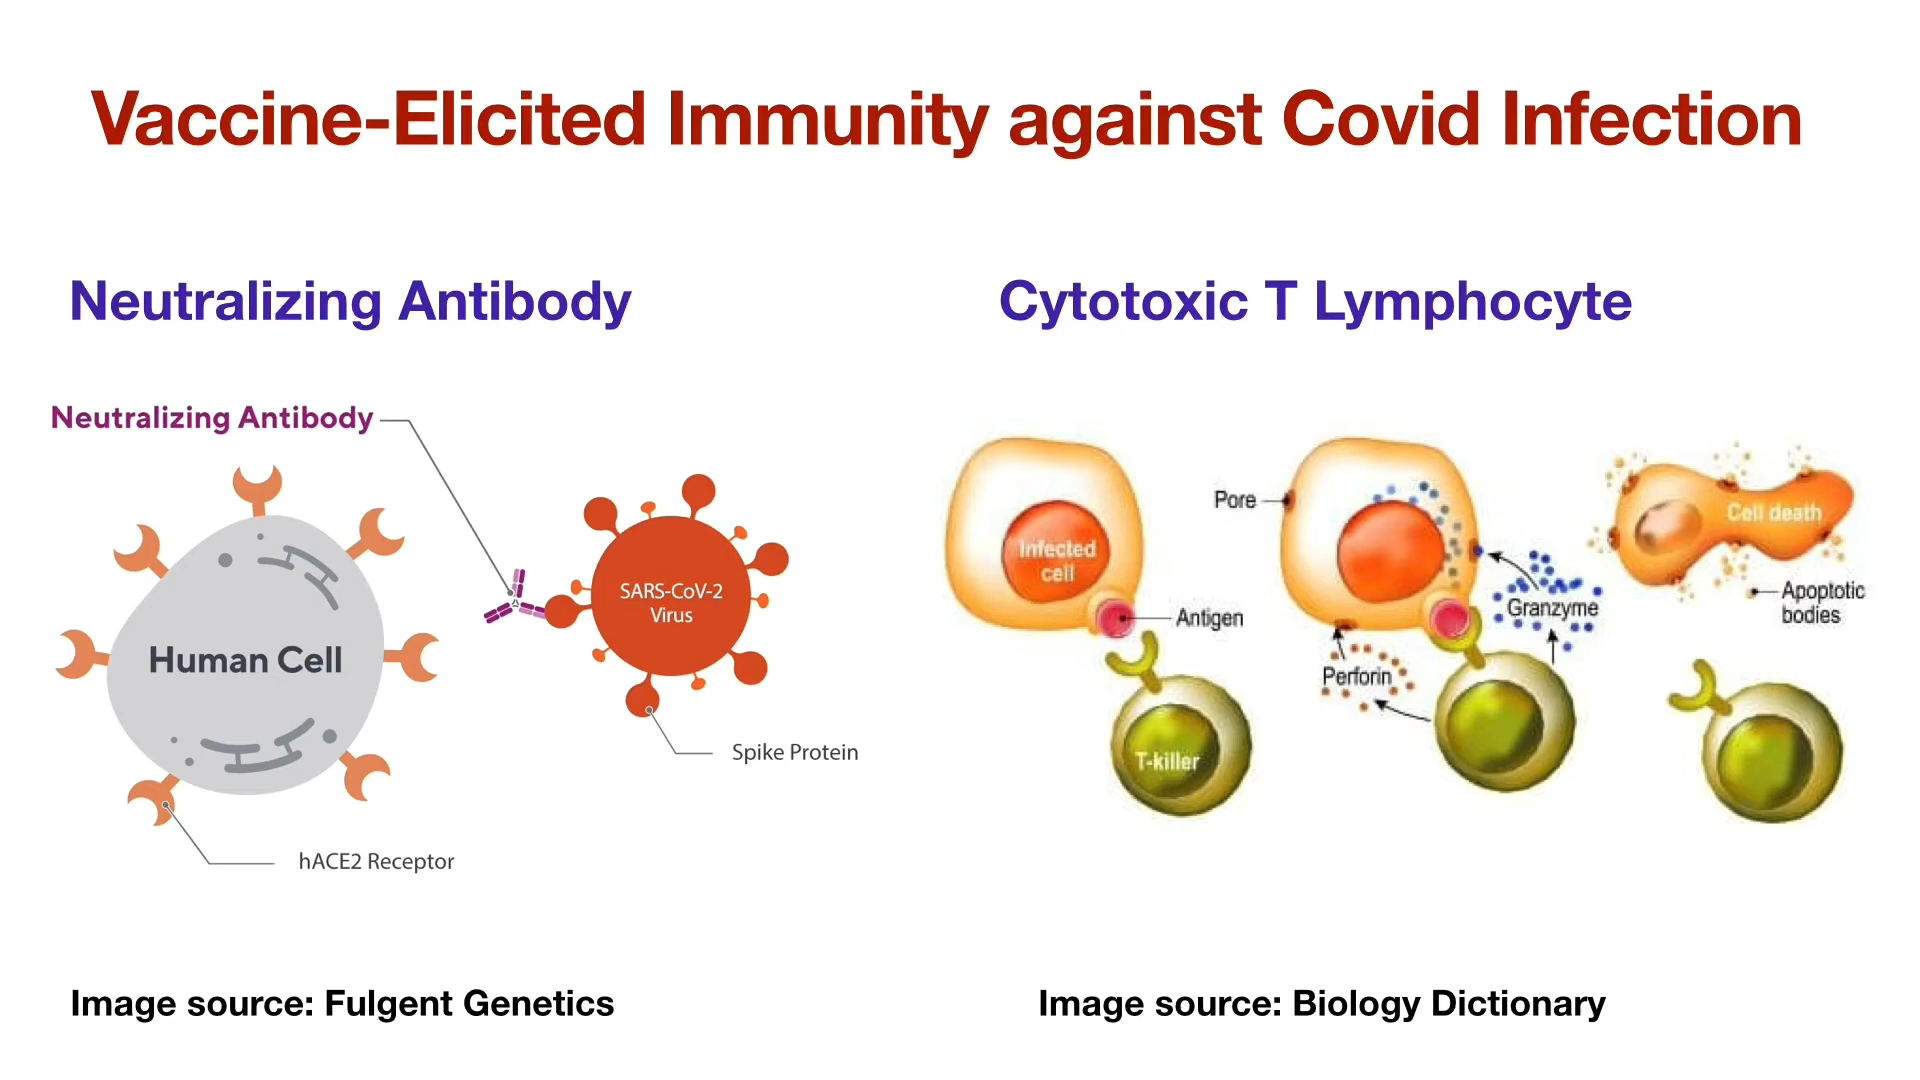 Vaccine-Elicited Immunity against Covid Infection
Neutralizing Antibody
Neutralizing Antibody
SARS-CoV-2
Virus
Human Cell
Spike Protein
hACE2 Receptor
Image source: Fulgent Genetics
Cytotoxic T Lymphocyte
Infected
cell
Antigen
T-killer
Pore
Granzyme
Perforin
Cell death
Apoptotic
bodies
Image source: Biology Dictionary